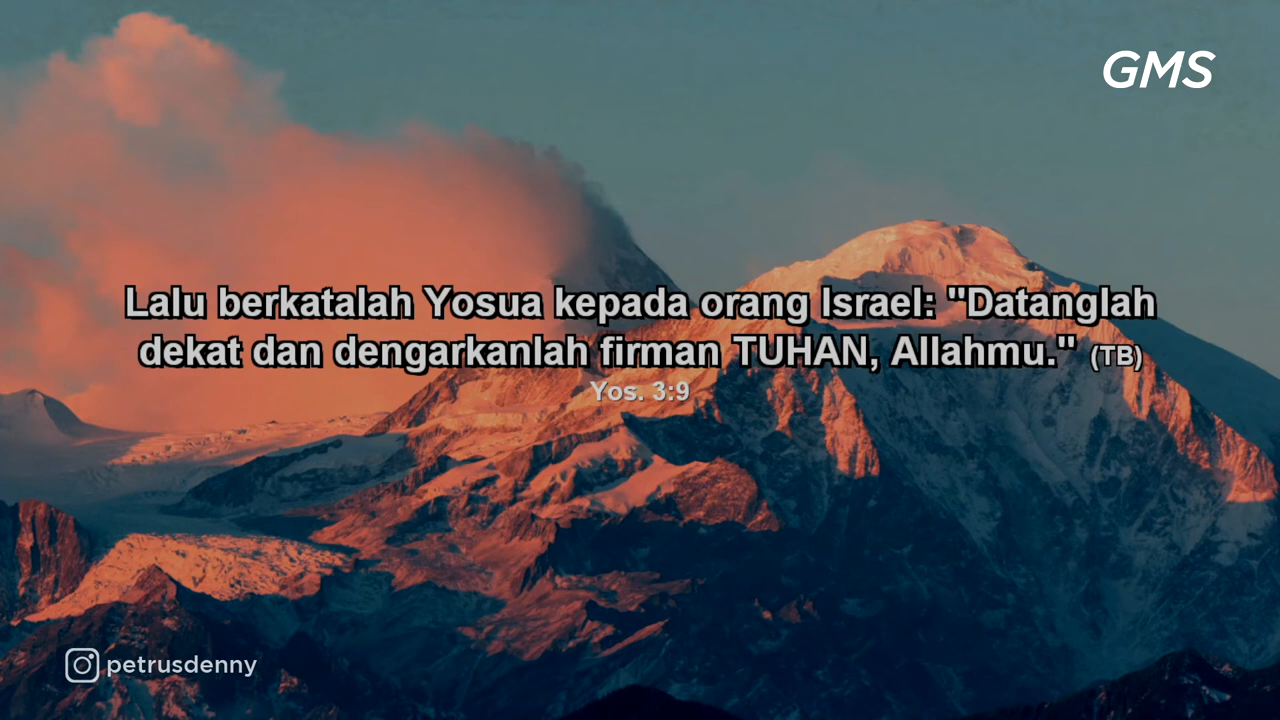 GMS
Lalu berkatalah Yosua kepada orang Israel: "Datanglah
dekat dan dengarkanlah firman TUHAN, Allahmu." (TB)
Yos. 3:9
petrusdenny